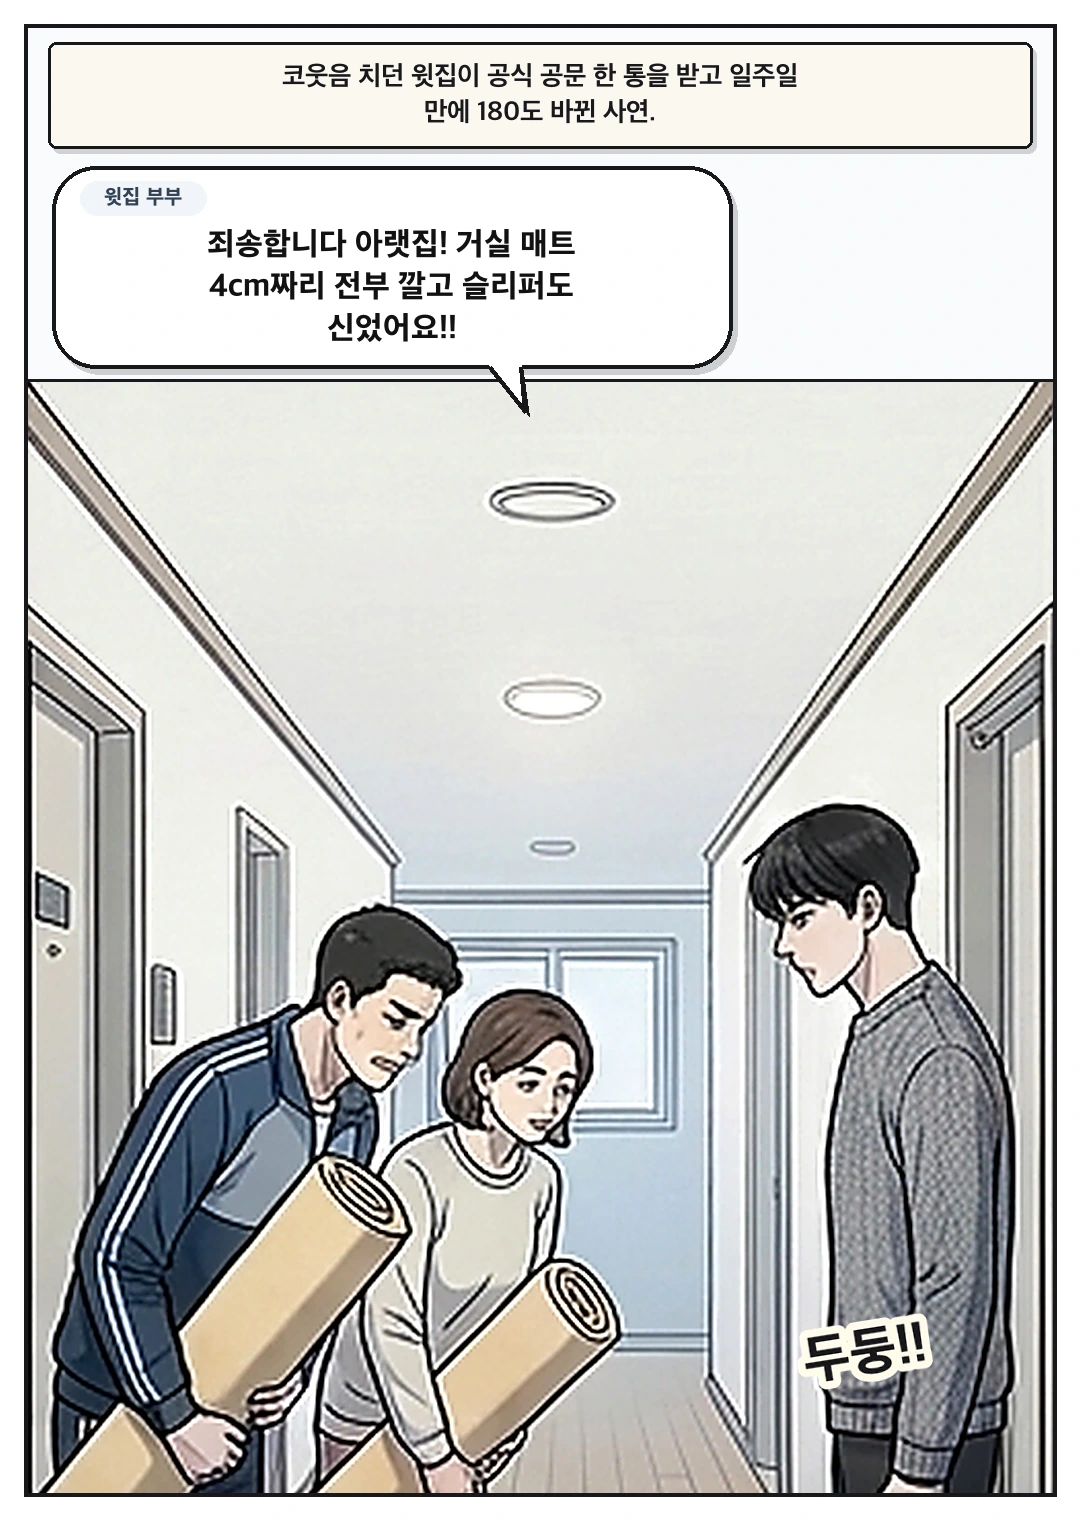 코웃음 치던 윗집이 공식 공문 한 통을 받고 일주일
만에 180도 바뀐 사연.
윗집 부부
죄송합니다 아랫집! 거실 매트
4cm짜리 전부 깔고 슬리퍼도
신었어요!!
두둥!!